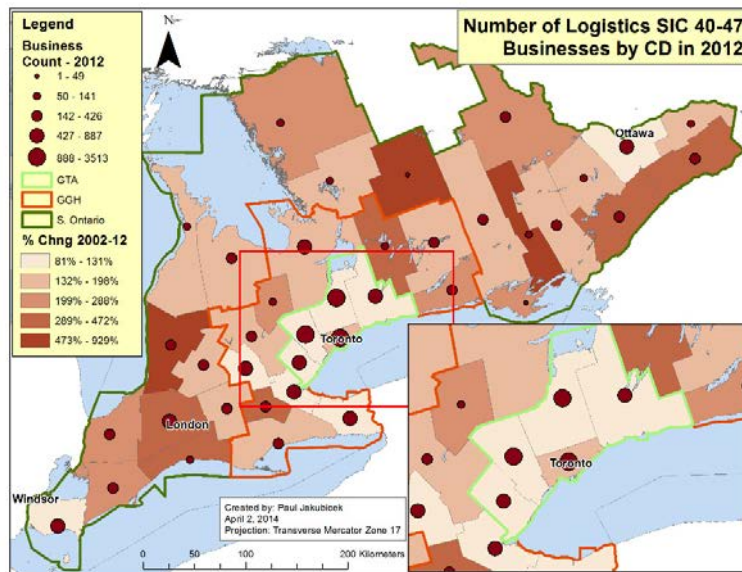 Legend
Business
Count - 2012
1 - 49
50 - 141
142 - 426
427 - 887
888 - 3513
GTA
GGH
S. Ontario
% Chng 2002-12
81% - 131%
132% - 198%
199% - 288%
289% - 472%
473% - 929%
N
Number of Logistics SIC 40-47
Businesses by CD in 2012
Ottawa
Toronto
London
Windsor
Toronto
Created by: Paul Jakubicek
April 2, 2014
Projection: Transverse Mercator Zone 17
0 25 50 100 150 200 Kilometers